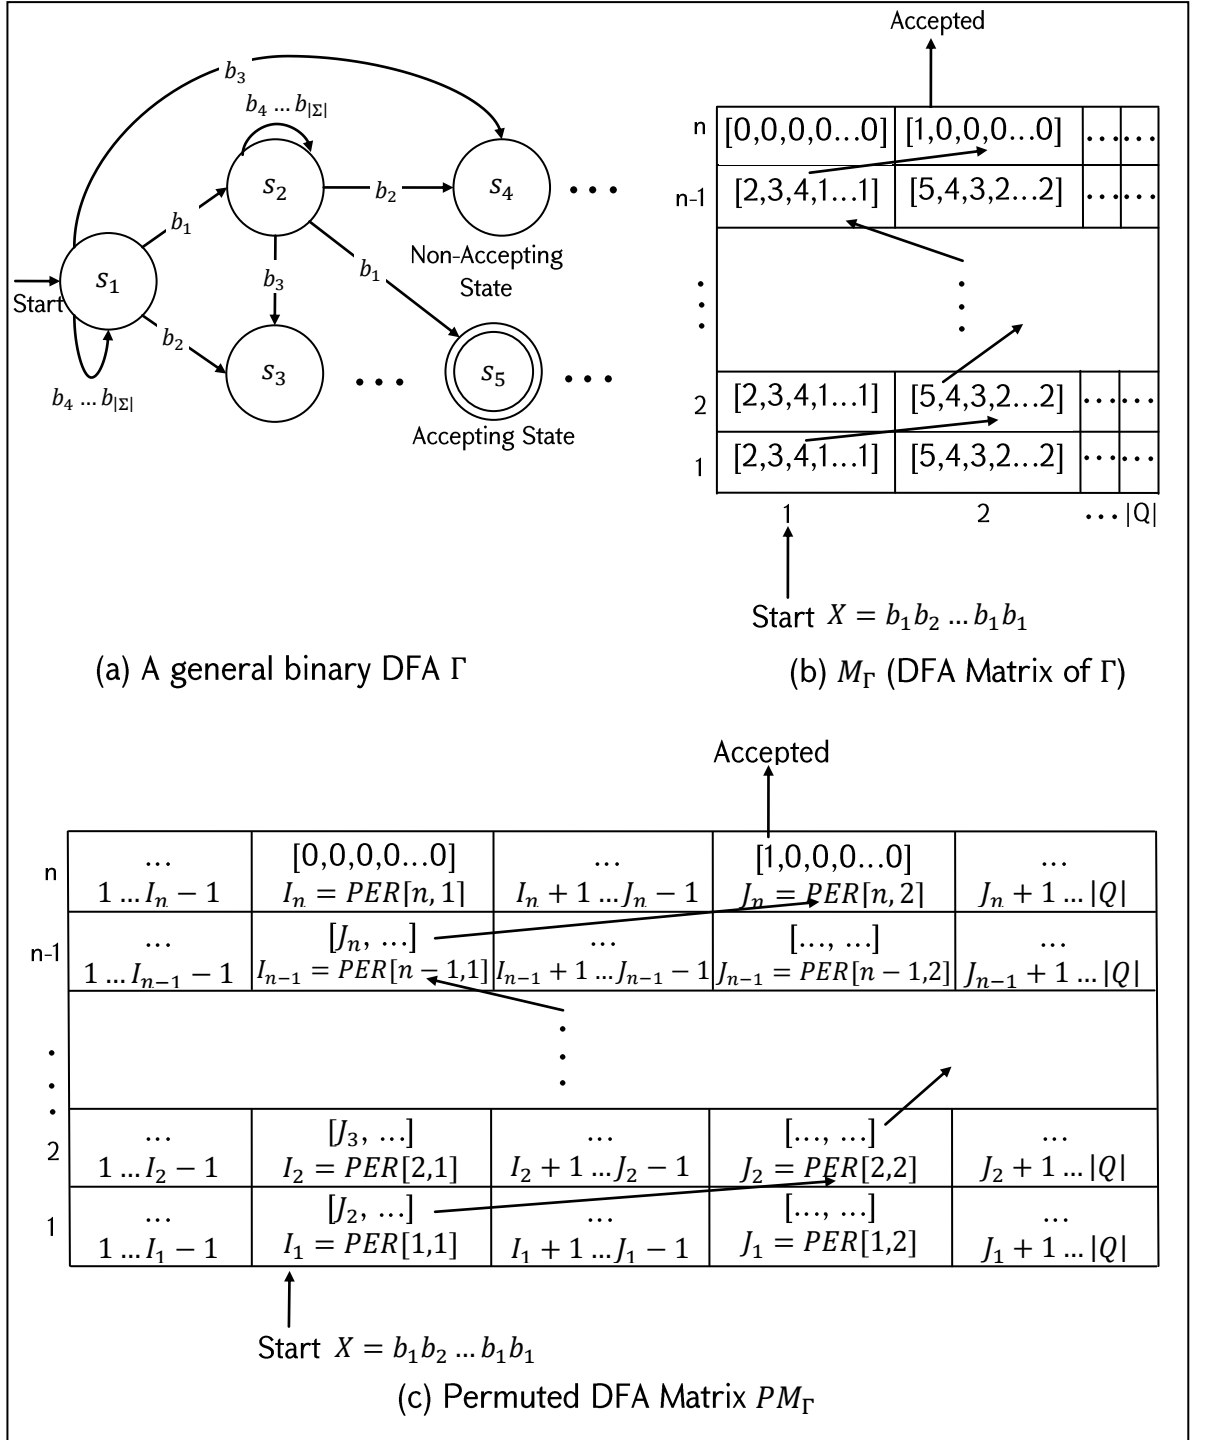 b₃
b₄ … b_|Σ|
s₂
b₂
s₄
b₁
Non-Accepting
State
s₁
b₃
b₁
Start
b₂
s₃
s₅
b₄ … b_|Σ|
Accepting State
(a) A general binary DFA Γ
Accepted
n [0,0,0,0…0] [1,0,0,0…0] … …
n-1 [2,3,4,1…1] [5,4,3,2…2] … …
2 [2,3,4,1…1] [5,4,3,2…2] … …
1 [2,3,4,1…1] [5,4,3,2…2] … …
1 2 … |Q|
Start X = b₁b₂ … b₁b₁
(b) M_Γ (DFA Matrix of Γ)
Accepted
n … [0,0,0,0…0] … [1,0,0,0…0] …
1 … Iₙ − 1 Iₙ = PER[n, 1] Iₙ + 1 … Jₙ − 1 Jₙ = PER[n, 2] Jₙ + 1 … |Q|
n-1 … [Jₙ, …] … […, …] …
1 … Iₙ₋₁ − 1 Iₙ₋₁ = PER[n − 1,1] Iₙ₋₁ + 1 … Jₙ₋₁ − 1 Jₙ₋₁ = PER[n − 1,2] Jₙ₋₁ + 1 … |Q|
2 … [J₃, …] … […, …] …
1 … I₂ − 1 I₂ = PER[2,1] I₂ + 1 … J₂ − 1 J₂ = PER[2,2] J₂ + 1 … |Q|
1 … [J₂, …] … […, …] …
1 … I₁ − 1 I₁ = PER[1,1] I₁ + 1 … J₁ − 1 J₁ = PER[1,2] J₁ + 1 … |Q|
Start X = b₁b₂ … b₁b₁
(c) Permuted DFA Matrix PM_Γ